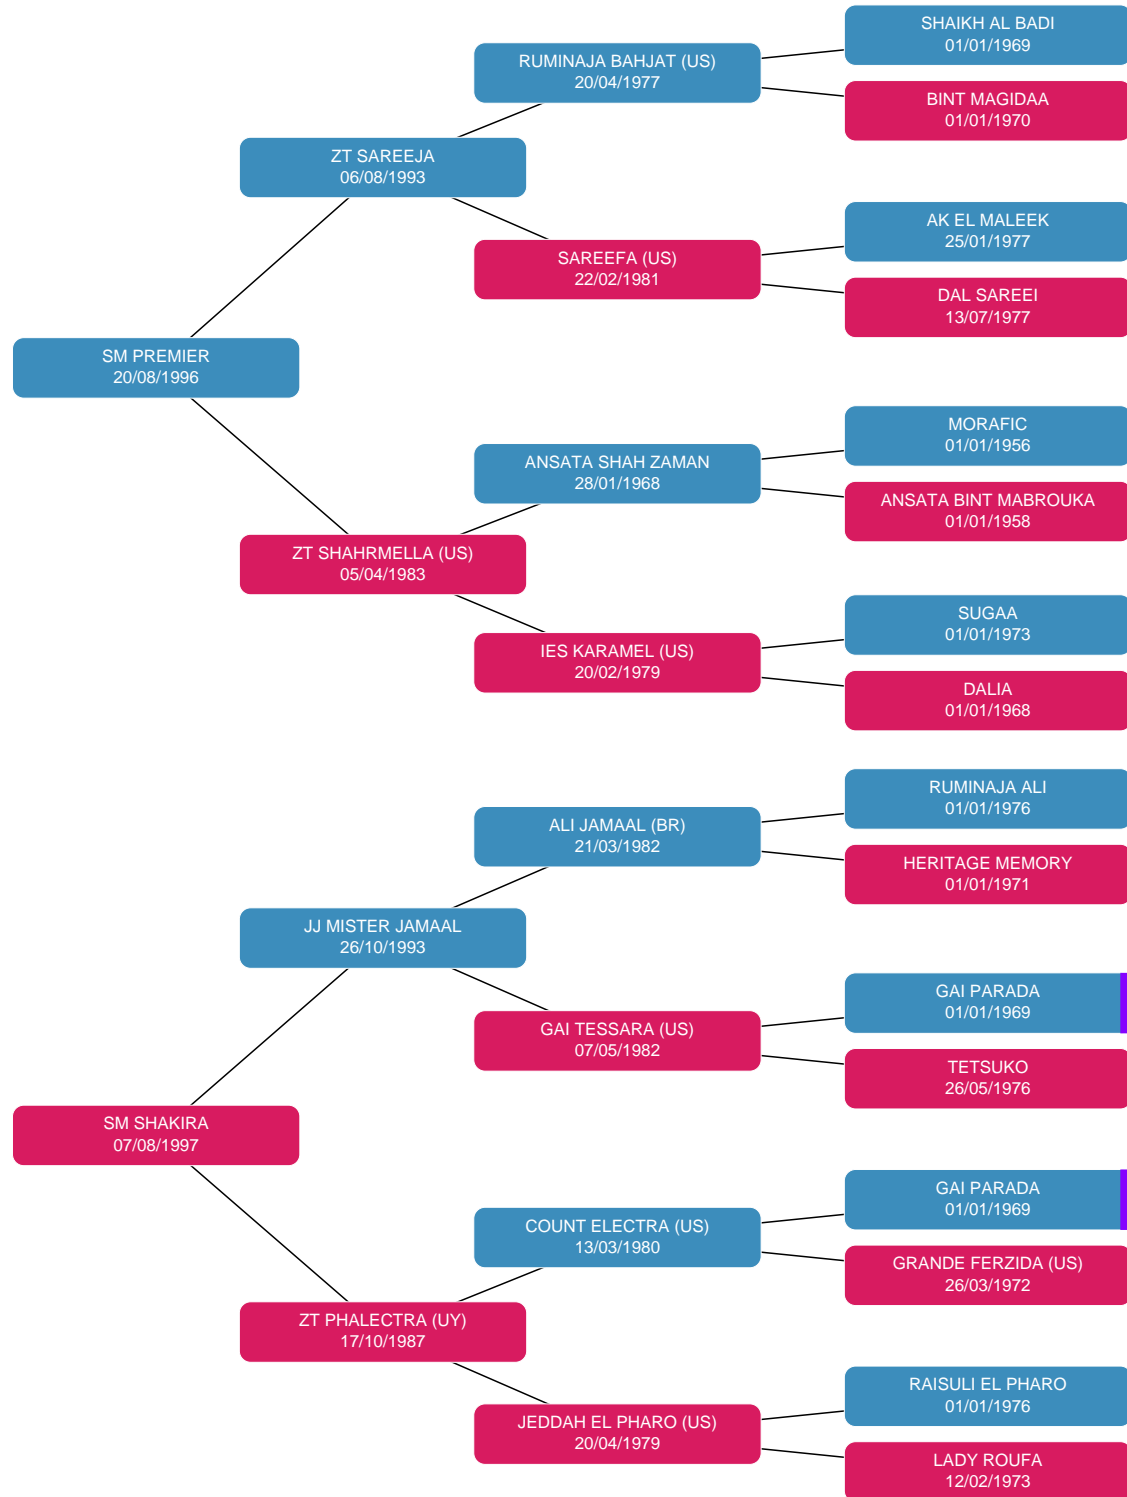 SHAIKH AL BADI
01/01/1969
RUMINAJA BAHJAT (US)
20/04/1977
BINT MAGIDAA
01/01/1970
ZT SAREEJA
06/08/1993
AK EL MALEEK
25/01/1977
SAREEFA (US)
22/02/1981
DAL SAREEI
13/07/1977
SM PREMIER
20/08/1996
MORAFIC
01/01/1956
ANSATA SHAH ZAMAN
28/01/1968
ANSATA BINT MABROUKA
01/01/1958
ZT SHAHRMELLA (US)
05/04/1983
SUGAA
01/01/1973
IES KARAMEL (US)
20/02/1979
DALIA
01/01/1968
RUMINAJA ALI
01/01/1976
ALI JAMAAL (BR)
21/03/1982
HERITAGE MEMORY
01/01/1971
JJ MISTER JAMAAL
26/10/1993
GAI PARADA
01/01/1969
GAI TESSARA (US)
07/05/1982
TETSUKO
26/05/1976
SM SHAKIRA
07/08/1997
GAI PARADA
01/01/1969
COUNT ELECTRA (US)
13/03/1980
GRANDE FERZIDA (US)
26/03/1972
ZT PHALECTRA (UY)
17/10/1987
RAISULI EL PHARO
01/01/1976
JEDDAH EL PHARO (US)
20/04/1979
LADY ROUFA
12/02/1973